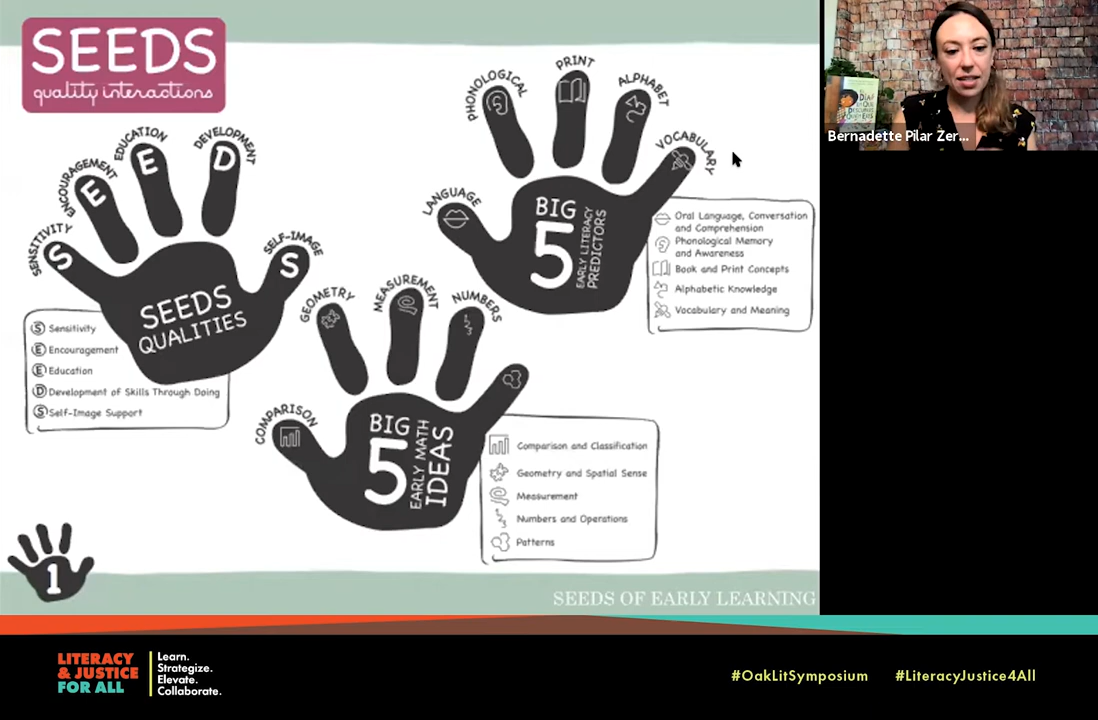 SEEDS
quality interactions
SENSITIVITY
ENCOURAGEMENT
EDUCATION
DEVELOPMENT
SELF-IMAGE
S
E
E
D
S
SEEDS
QUALITIES
S Sensitivity
E Encouragement
E Education
D Development of Skills Through Doing
S Self-Image Support
LANGUAGE
PHONOLOGICAL
PRINT
ALPHABET
VOCABULARY
BIG
5
EARLY LITERACY
PREDICTORS
Oral Language, Conversation
and Comprehension
Phonological Memory
and Awareness
Book and Print Concepts
Alphabetic Knowledge
Vocabulary and Meaning
COMPARISON
GEOMETRY
MEASUREMENT
NUMBERS
BIG
5
EARLY MATH
IDEAS
Comparison and Classification
Geometry and Spatial Sense
Measurement
Numbers and Operations
Patterns
1
SEEDS OF EARLY LEARNING
Bernadette Pilar Zer...
LITERACY
& JUSTICE
FOR ALL
Learn.
Strategize.
Elevate.
Collaborate.
#OakLitSymposium
#LiteracyJustice4All